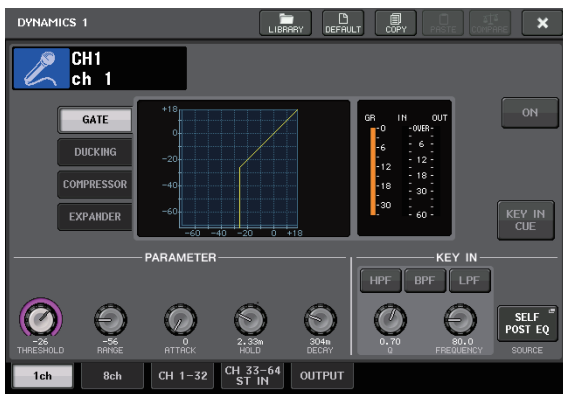 DYNAMICS 1
LIBRARY DEFAULT COPY PASTE COMPARE
CH1
ch 1
GATE
DUCKING
COMPRESSOR
EXPANDER
+18
0
-20
-40
-60
-60 -40 -20 0 +18
GR IN OUT
-0 -OVER-
-6 - 6 -
-12 - 12 -
-18 - 18 -
-30 - 30 -
- 60 -
ON
KEY IN
CUE
PARAMETER
KEY IN
HPF BPF LPF
-26 -56 0 2.33m 304m 0.70 80.0
THRESHOLD RANGE ATTACK HOLD DECAY Q FREQUENCY
SELF
POST EQ
SOURCE
1ch 8ch CH 1-32 CH 33-64 ST IN OUTPUT